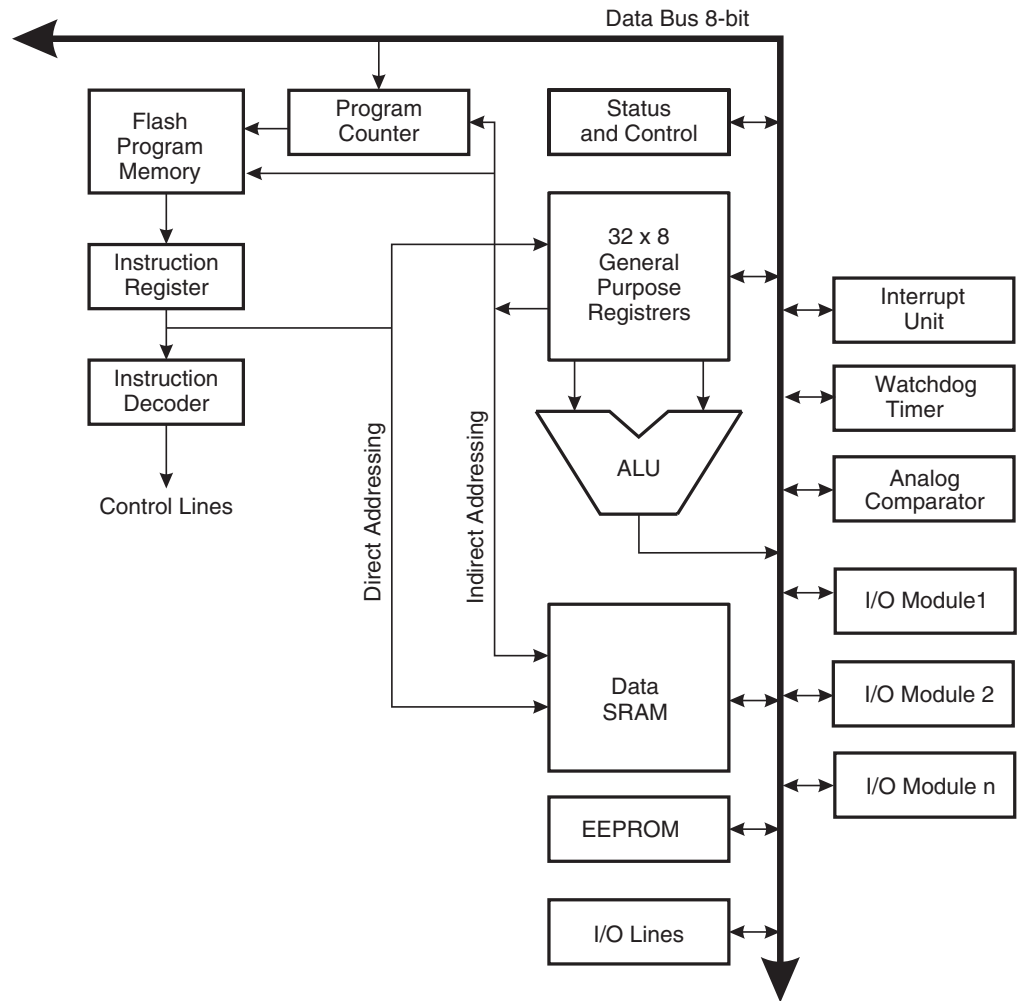 Data Bus 8-bit
Flash
Program
Memory
Program
Counter
Status
and Control
32 x 8
General
Purpose
Registrers
Instruction
Register
Interrupt
Unit
Instruction
Decoder
Watchdog
Timer
Direct Addressing
Indirect Addressing
ALU
Analog
Comparator
Control Lines
I/O Module1
Data
SRAM
I/O Module 2
I/O Module n
EEPROM
I/O Lines